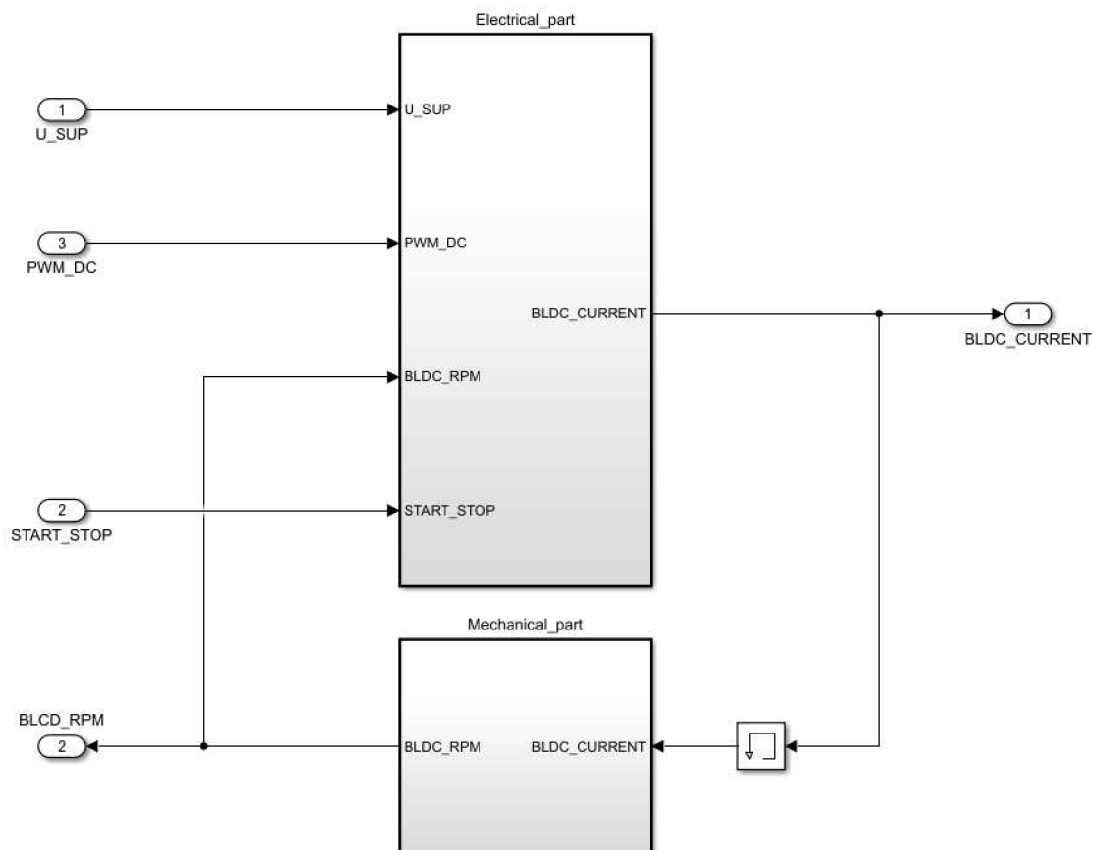 Electrical_part
1
U_SUP
U_SUP
3
PWM_DC
PWM_DC
BLDC_CURRENT
1
BLDC_CURRENT
BLDC_RPM
2
START_STOP
START_STOP
Mechanical_part
BLCD_RPM
2
BLDC_RPM
BLDC_CURRENT